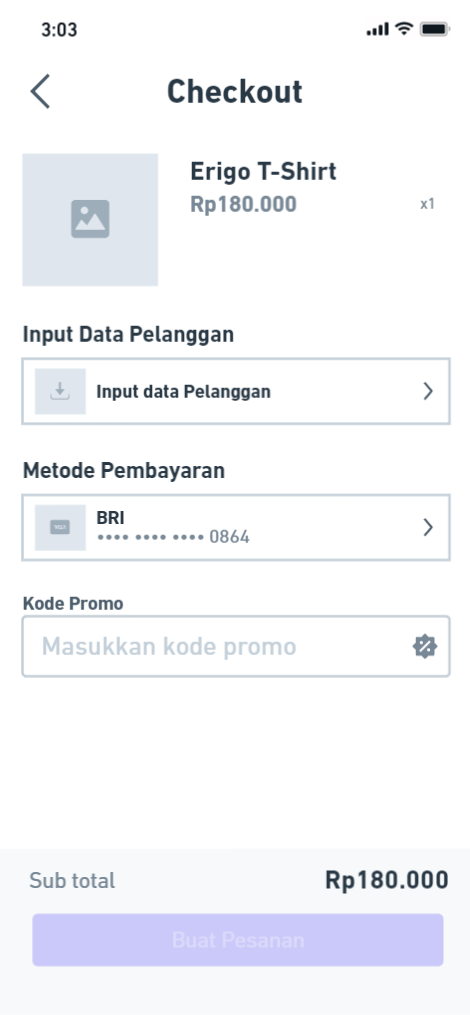 3:03
Checkout
Erigo T-Shirt
Rp180.000
x1
Input Data Pelanggan
Input data Pelanggan
Metode Pembayaran
BRI
•••• •••• •••• 0864
Kode Promo
Masukkan kode promo
Sub total
Rp180.000
Buat Pesanan